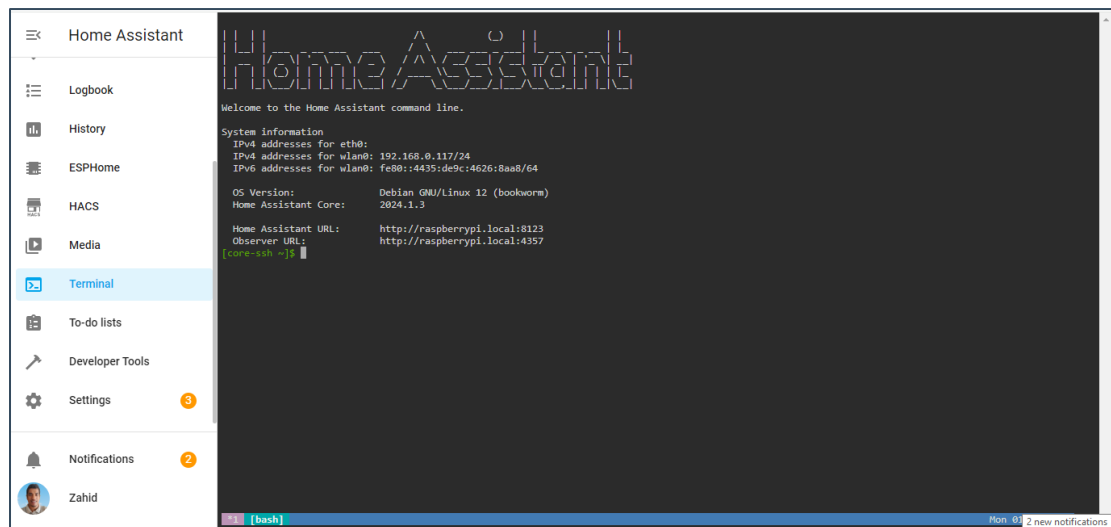 Home Assistant
Logbook
History
ESPHome
HACS
HACS
Media
Terminal
To-do lists
Developer Tools
Settings
3
Notifications
2
Zahid
Home Assistant
Welcome to the Home Assistant command line.
System information
IPv4 addresses for eth0:
IPv4 addresses for wlan0: 192.168.0.117/24
IPv6 addresses for wlan0: fe80::4435:de9c:4626:8aa8/64
OS Version: Debian GNU/Linux 12 (bookworm)
Home Assistant Core: 2024.1.3
Home Assistant URL: http://raspberrypi.local:8123
Observer URL: http://raspberrypi.local:4357
[core-ssh ~]$
*1 [bash]
Mon 01
2 new notifications